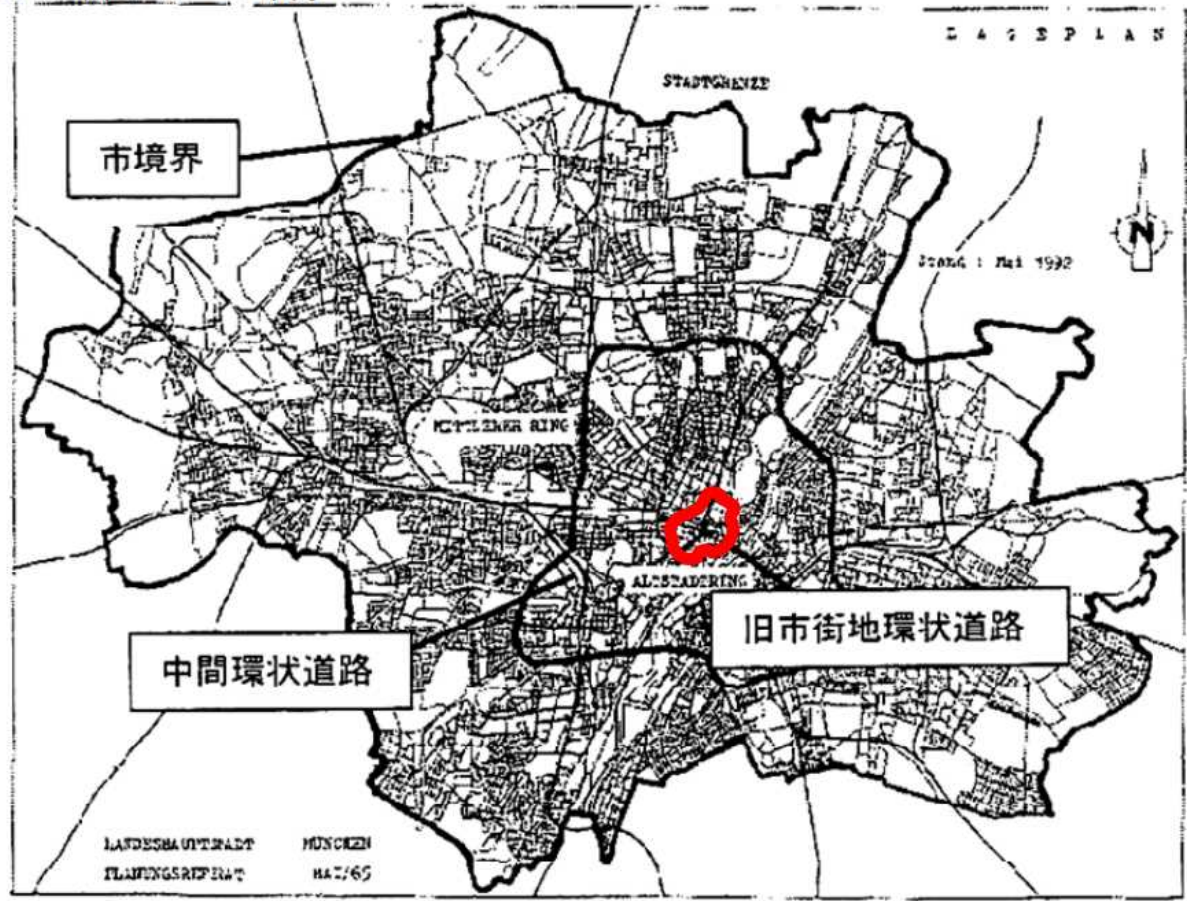 LAGEPLAN
STADTGRENZE
市境界
N
Stand : Mai 1992
MITTLERER RING
ALTSTADTRING
旧市街地環状道路
中間環状道路
LANDESHAUPTSTADT MÜNCHEN
PLANUNGSREFERAT